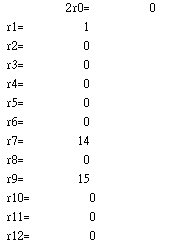 2r0= 0
r1= 1
r2= 0
r3= 0
r4= 0
r5= 0
r6= 0
r7= 14
r8= 0
r9= 15
r10= 0
r11= 0
r12= 0